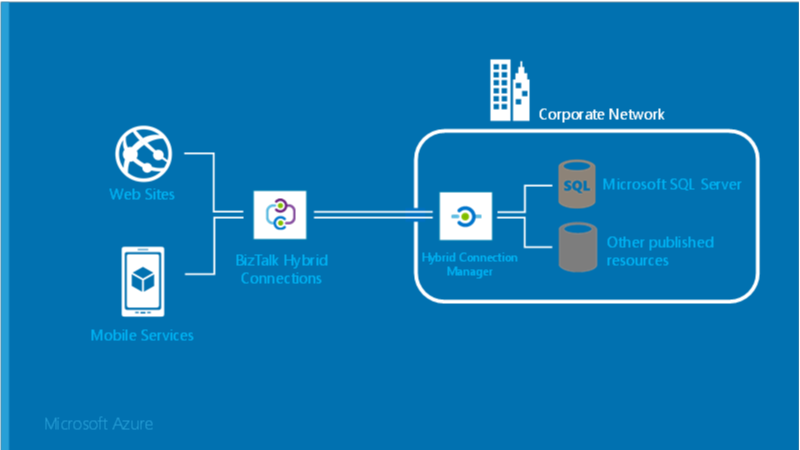 Corporate Network
Web Sites
SQL
Microsoft SQL Server
BizTalk Hybrid
Connections
Hybrid Connection
Manager
Other published
resources
Mobile Services
Microsoft Azure